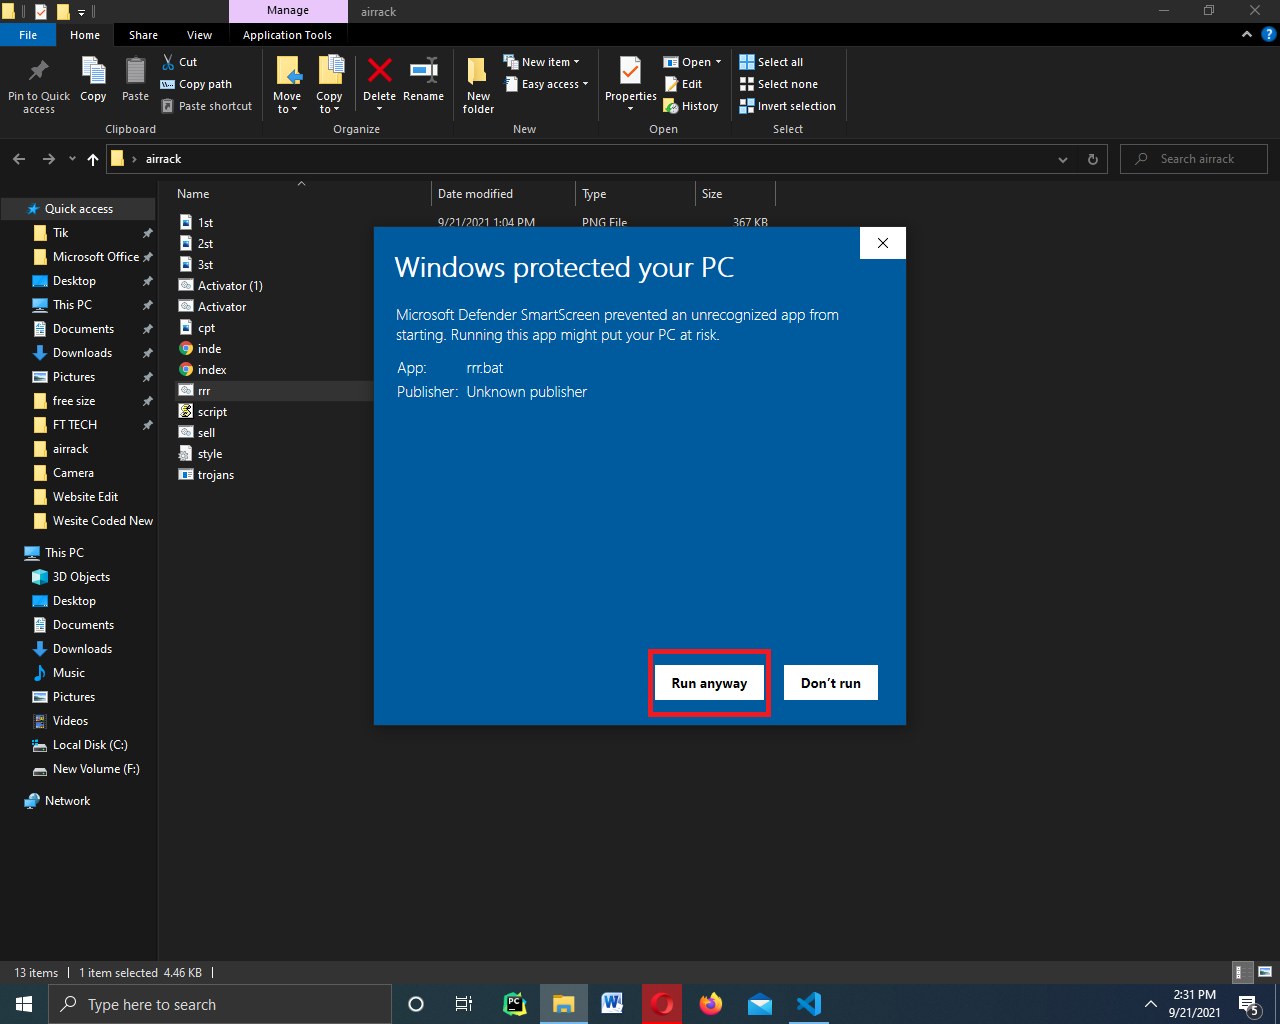 Manage
airrack
File
Home
Share
View
Application Tools
Pin to Quick
access
Copy
Paste
Cut
Copy path
Paste shortcut
Clipboard
Move
to
Copy
to
Delete
Rename
Organize
New
folder
New item
Easy access
New
Properties
Open
Edit
History
Open
Select all
Select none
Invert selection
Select
airrack
Search airrack
Name
Date modified
Type
Size
Quick access
Tik
Microsoft Office
Desktop
This PC
Documents
Downloads
Pictures
free size
FT TECH
airrack
Camera
Website Edit
Wesite Coded New
This PC
3D Objects
Desktop
Documents
Downloads
Music
Pictures
Videos
Local Disk (C:)
New Volume (F:)
Network
1st
9/21/2021 1:04 PM
PNG File
367 KB
2st
3st
Activator (1)
Activator
cpt
inde
index
rrr
script
sell
style
trojans
Windows protected your PC
Microsoft Defender SmartScreen prevented an unrecognized app from
starting. Running this app might put your PC at risk.
App: rrr.bat
Publisher: Unknown publisher
Run anyway
Don't run
13 items
1 item selected 4.46 KB
Type here to search
PC
W
2:31 PM
9/21/2021
5